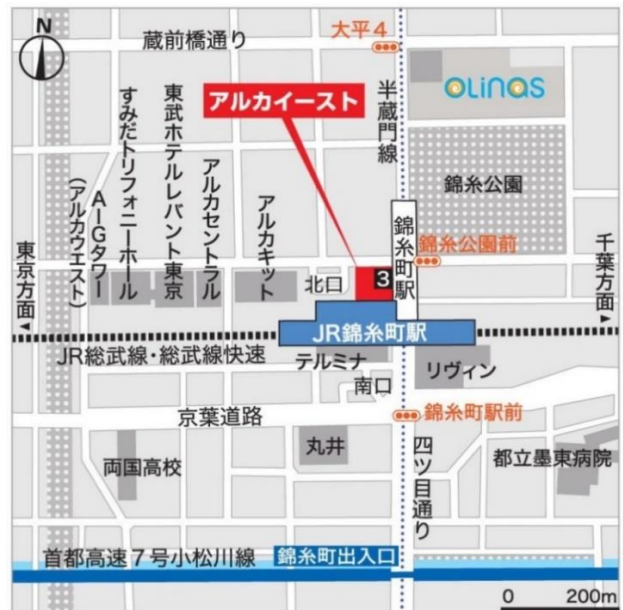 N
蔵前橋通り
大平4
OLINAS
アルカイースト
半蔵門線
すみだトリフォニーホール
東武ホテルレバント東京
アルカセントラル
アルカキット
AIGタワー
(アルカウエスト)
錦糸公園
錦糸町駅
錦糸公園前
東京方面
千葉方面
北口
3
JR錦糸町駅
JR総武線・総武線快速
テルミナ
リヴィン
南口
京葉道路
錦糸町駅前
丸井
両国高校
四ツ目通り
都立墨東病院
首都高速7号小松川線
錦糸町出入口
0 200m